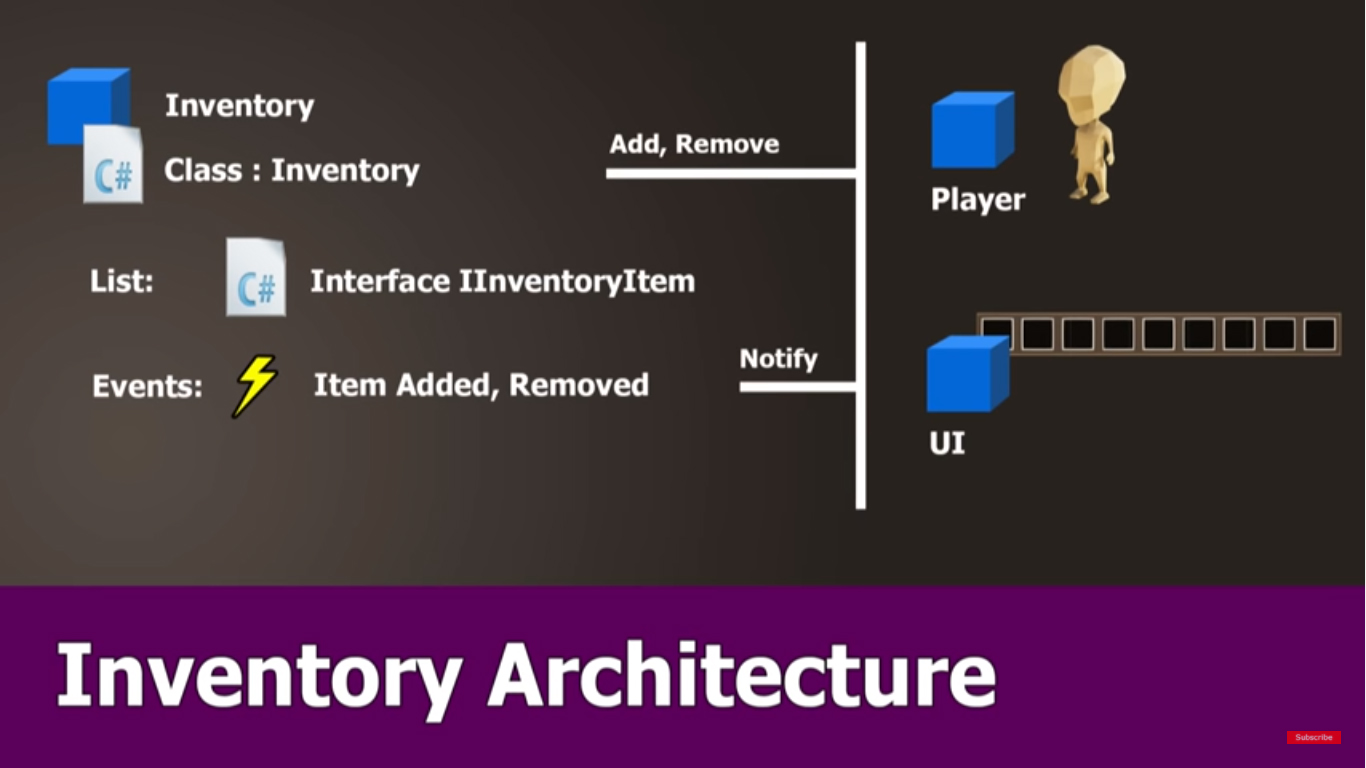 Inventory
C#
Class : Inventory
Add, Remove
Player
List:
C#
Interface IInventoryItem
Notify
Events:
Item Added, Removed
UI
Inventory Architecture
Subscribe